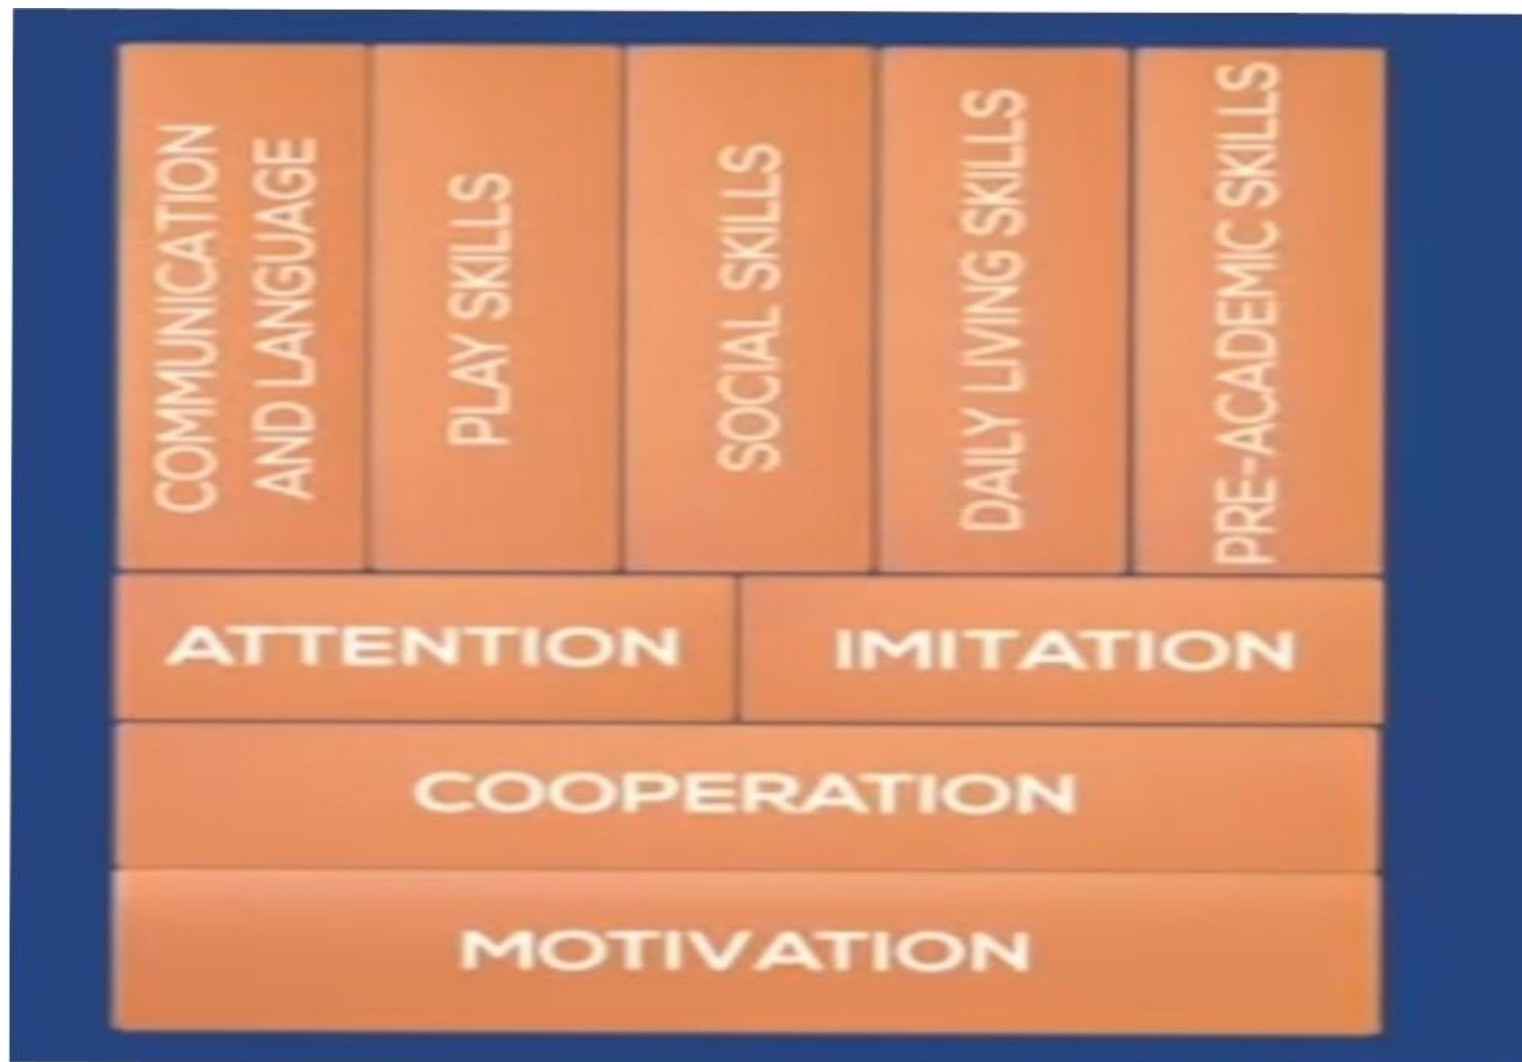 COMMUNICATION
AND LANGUAGE
PLAY SKILLS
SOCIAL SKILLS
DAILY LIVING SKILLS
PRE-ACADEMIC SKILLS
ATTENTION
IMITATION
COOPERATION
MOTIVATION